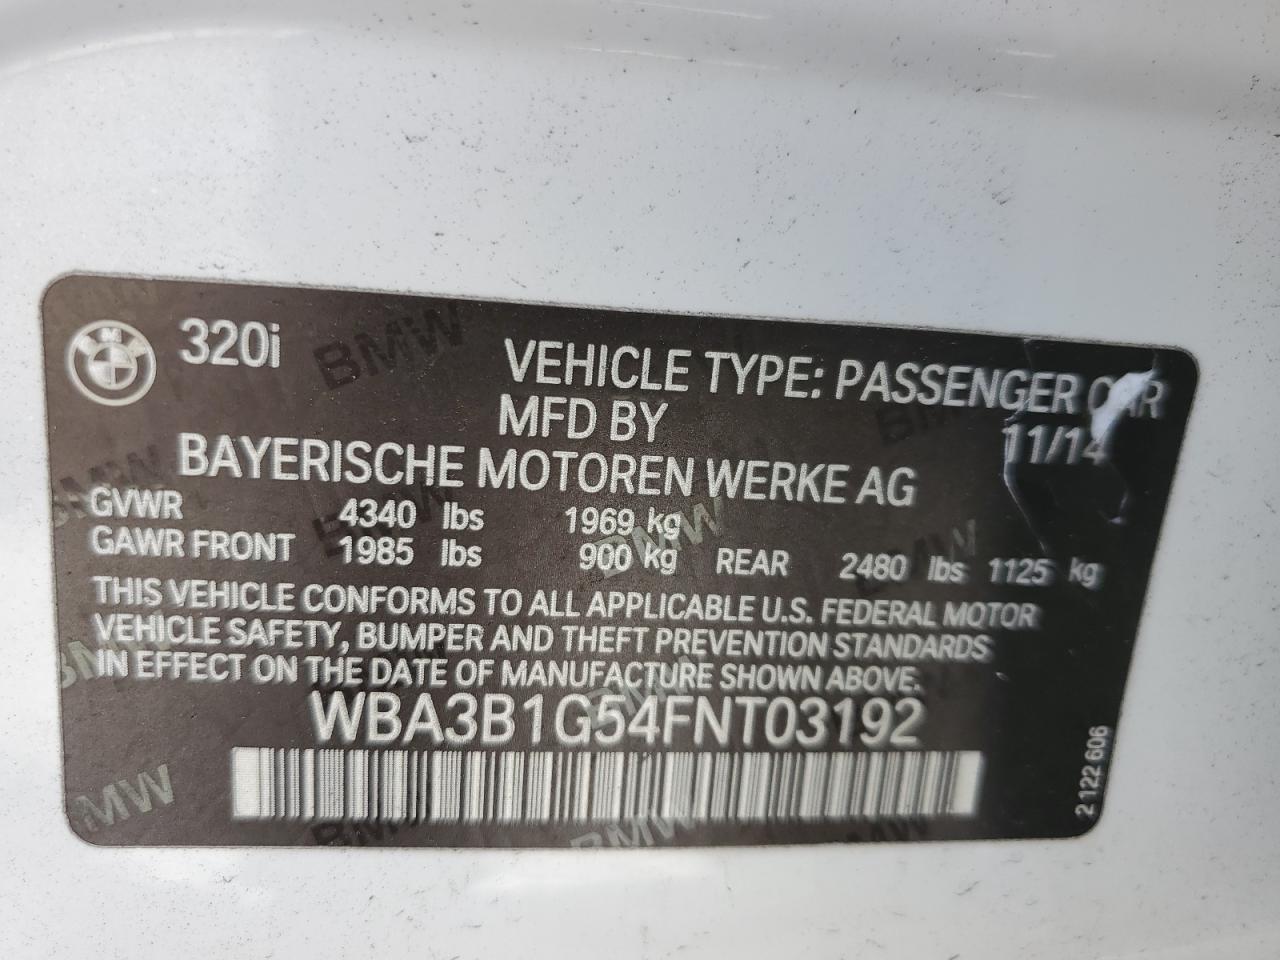 BMW 320i
VEHICLE TYPE: PASSENGER CAR
MFD BY 11/14
BAYERISCHE MOTOREN WERKE AG
GVWR 4340 lbs 1969 kg
GAWR FRONT 1985 lbs 900 kg REAR 2480 lbs 1125 kg
THIS VEHICLE CONFORMS TO ALL APPLICABLE U.S. FEDERAL MOTOR
VEHICLE SAFETY, BUMPER AND THEFT PREVENTION STANDARDS
IN EFFECT ON THE DATE OF MANUFACTURE SHOWN ABOVE.
WBA3B1G54FNT03192
2 122 606